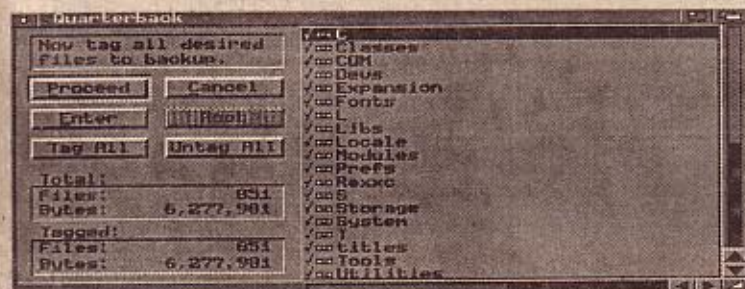 Quarterback
Now tag all desired
files to backup.
Proceed
Cancel
Enter
Root
Tag All
Untag All
Total:
Files: 851
Bytes: 6,277,981
Tagged:
Files: 851
Bytes: 6,277,981
C
Classes
CDM
Devs
Expansion
Fonts
L
Libs
Locale
Modules
Prefs
Rexxc
S
Storage
System
T
titles
Tools
Utilities